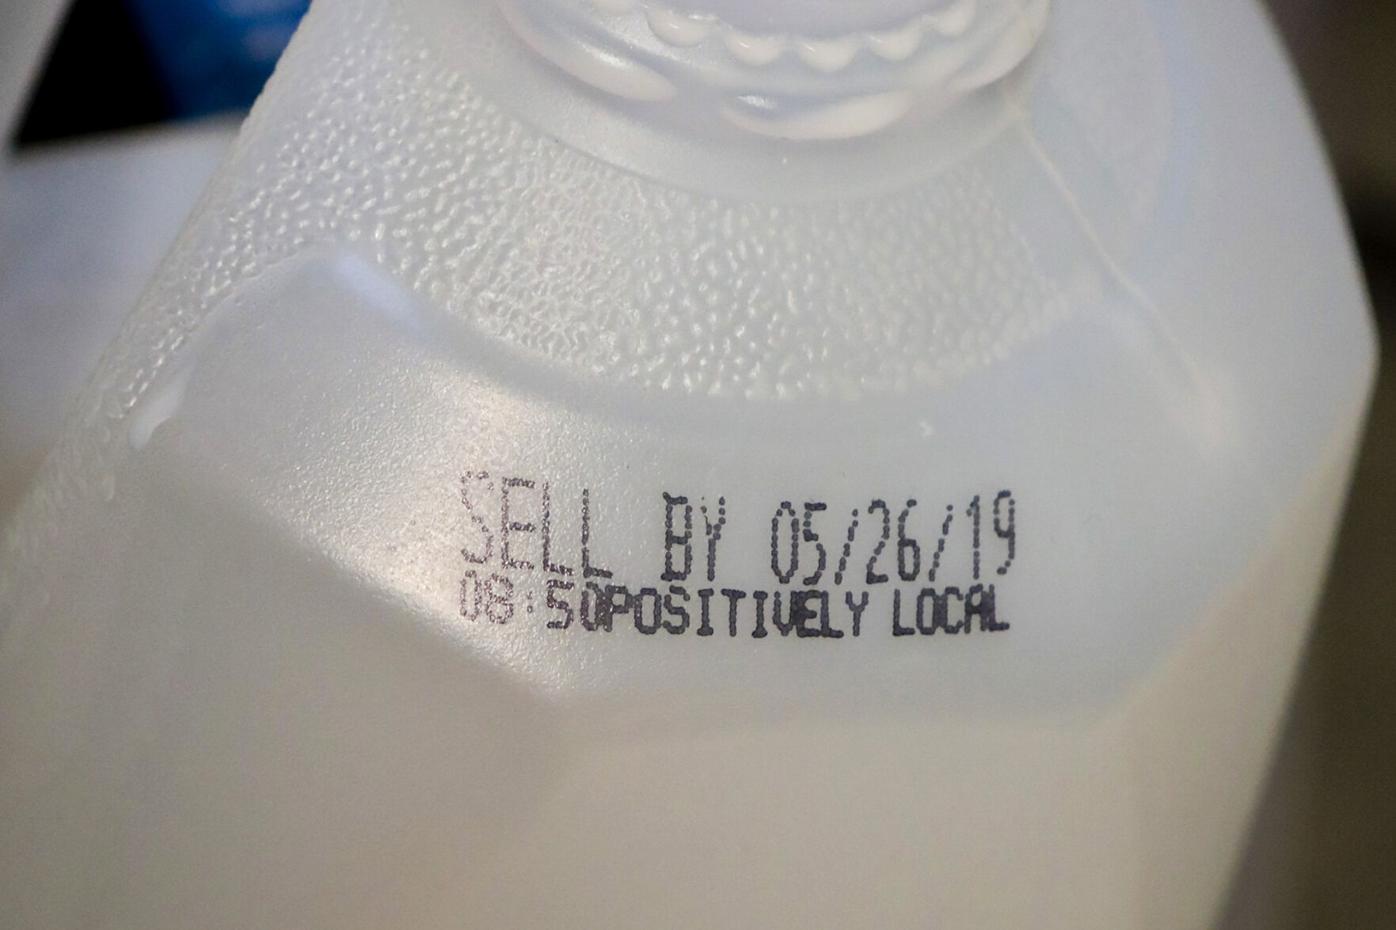 SELL BY 05/26/19
08:50POSITIVELY LOCAL